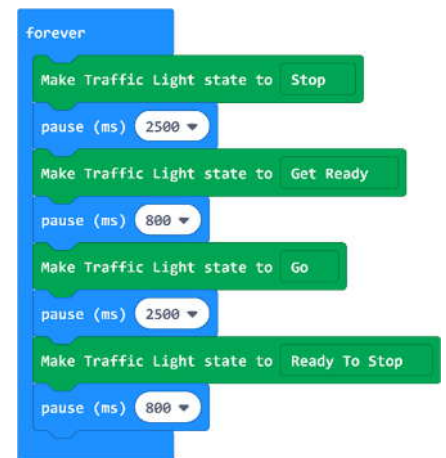 forever
Make Traffic Light state to Stop
pause (ms) 2500
Make Traffic Light state to Get Ready
pause (ms) 800
Make Traffic Light state to Go
pause (ms) 2500
Make Traffic Light state to Ready To Stop
pause (ms) 800